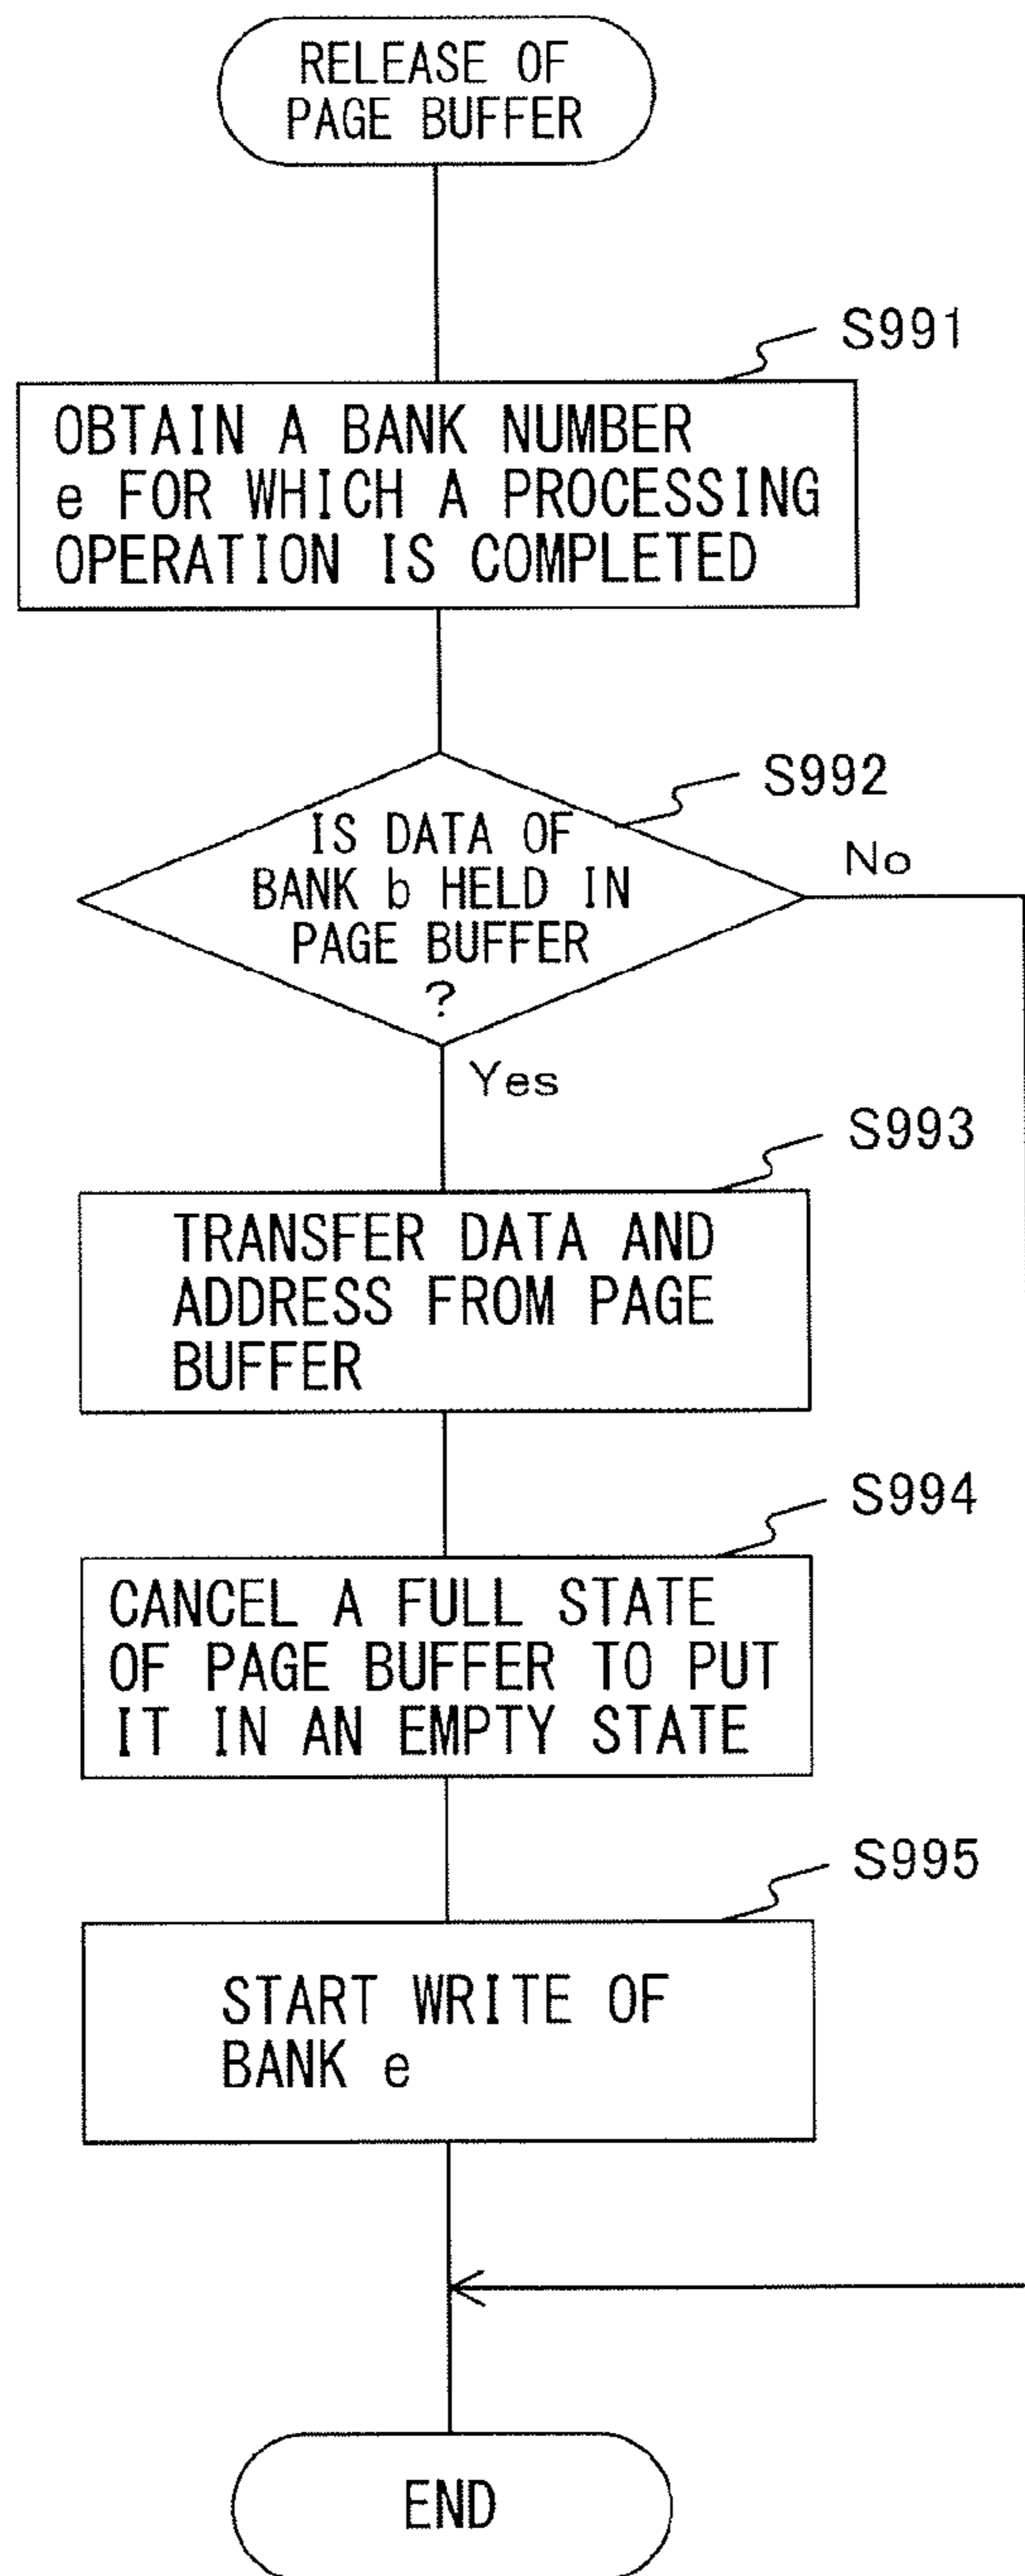 RELEASE OF
PAGE BUFFER
S991
OBTAIN A BANK NUMBER
e FOR WHICH A PROCESSING
OPERATION IS COMPLETED
S992
IS DATA OF
BANK b HELD IN
PAGE BUFFER
?
No
Yes
S993
TRANSFER DATA AND
ADDRESS FROM PAGE
BUFFER
S994
CANCEL A FULL STATE
OF PAGE BUFFER TO PUT
IT IN AN EMPTY STATE
S995
START WRITE OF
BANK e
END